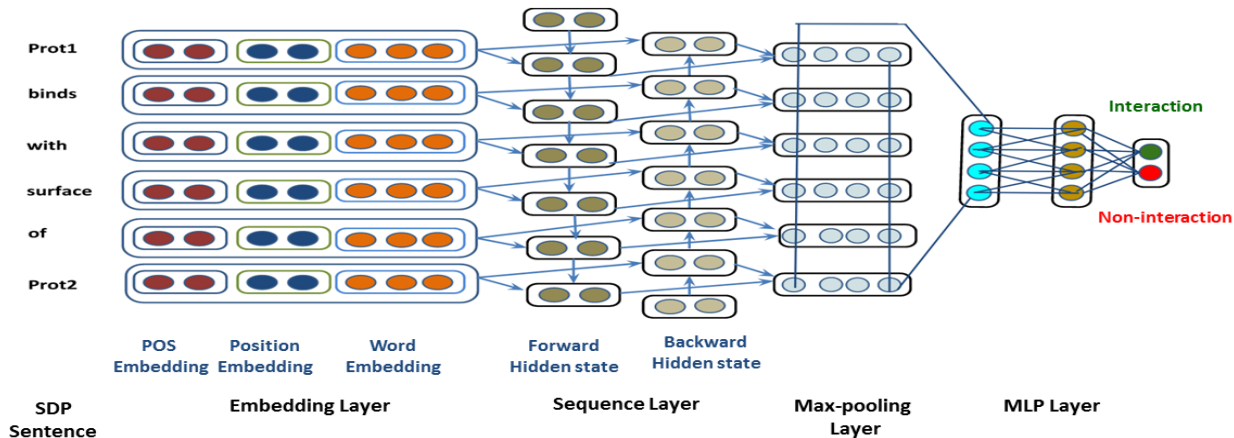 Prot1
binds
with
surface
of
Prot2
Interaction
Non-interaction
POS
Embedding
Position
Embedding
Word
Embedding
Forward
Hidden state
Backward
Hidden state
SDP
Sentence
Embedding Layer
Sequence Layer
Max-pooling
Layer
MLP Layer